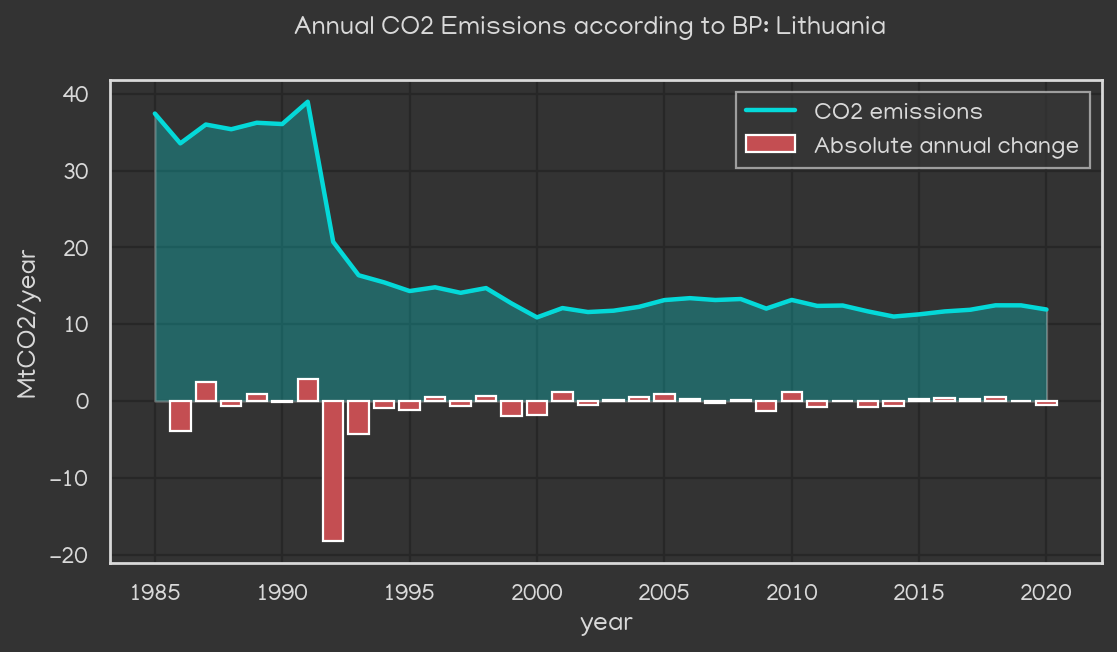 Annual CO2 Emissions according to BP: Lithuania
CO2 emissions
Absolute annual change
MtCO2/year
40
30
20
10
0
−10
−20
1985 1990 1995 2000 2005 2010 2015 2020
year